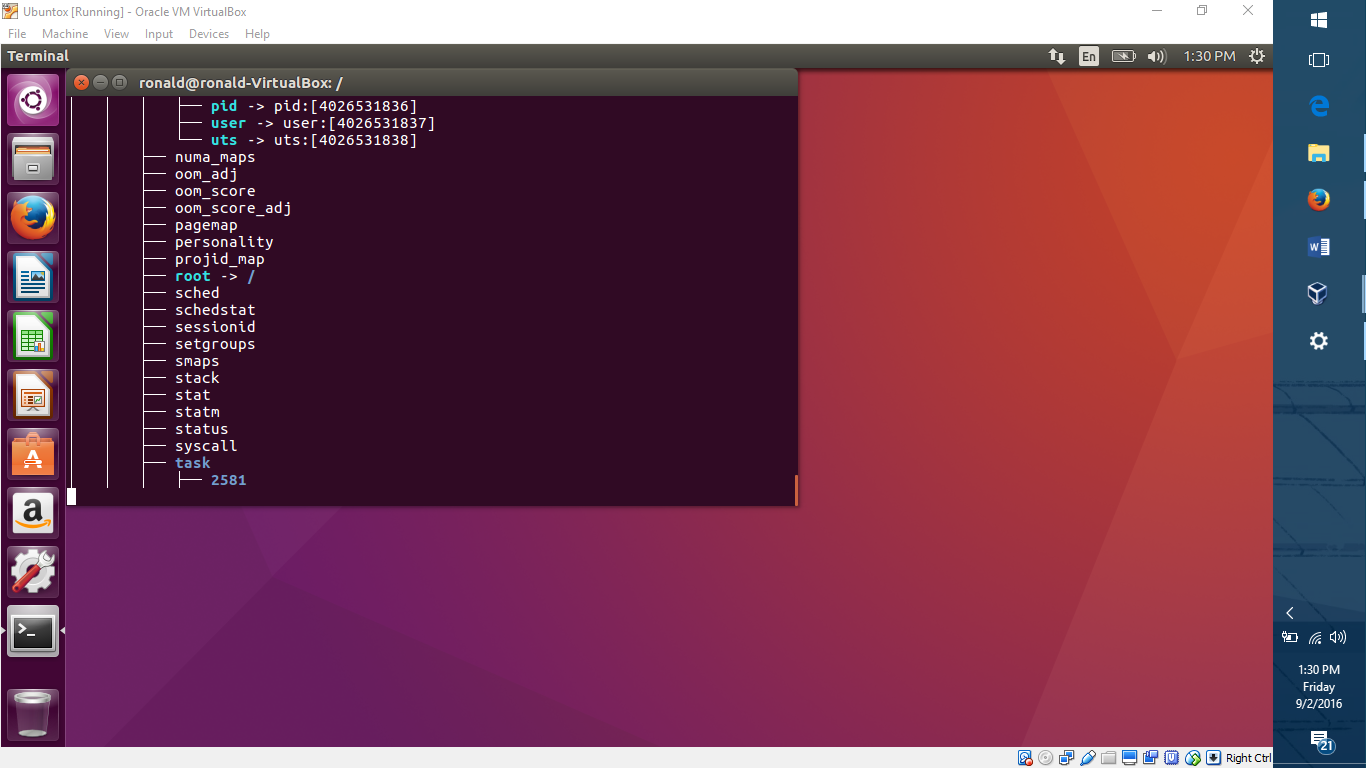 Ubuntox [Running] - Oracle VM VirtualBox
File Machine View Input Devices Help
Terminal En 1:30 PM
ronald@ronald-VirtualBox: /
├── pid -> pid:[4026531836]
├── user -> user:[4026531837]
└── uts -> uts:[4026531838]
├── numa_maps
├── oom_adj
├── oom_score
├── oom_score_adj
├── pagemap
├── personality
├── projid_map
├── root -> /
├── sched
├── schedstat
├── sessionid
├── setgroups
├── smaps
├── stack
├── stat
├── statm
├── status
├── syscall
├── task
├── 2581
a
W
1:30 PM
Friday
9/2/2016
21
Right Ctrl